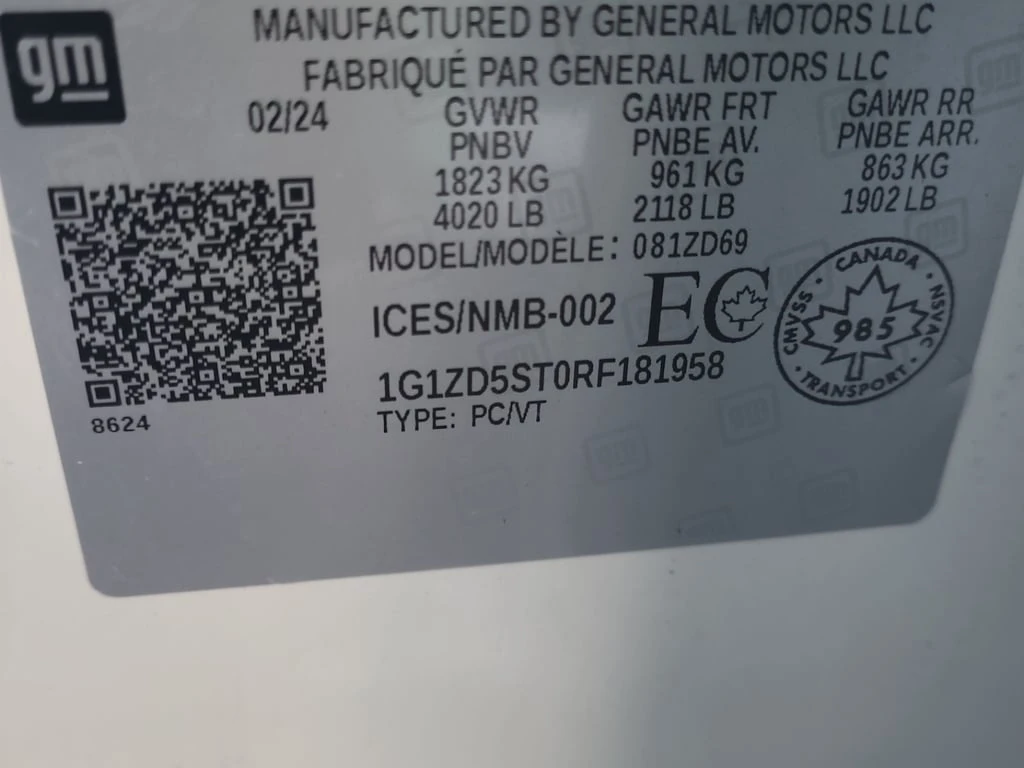 gm
MANUFACTURED BY GENERAL MOTORS LLC
FABRIQUÉ PAR GENERAL MOTORS LLC
02/24 GVWR GAWR FRT GAWR RR
PNBV PNBE AV. PNBE ARR.
1823 KG 961 KG 863 KG
4020 LB 2118 LB 1902 LB
MODEL/MODÈLE: 081ZD69
ICES/NMB-002 EC
CANADA
CMVSS 985 NSVAC
TRANSPORT
1G1ZD5ST0RF181958
TYPE: PC/VT
8624